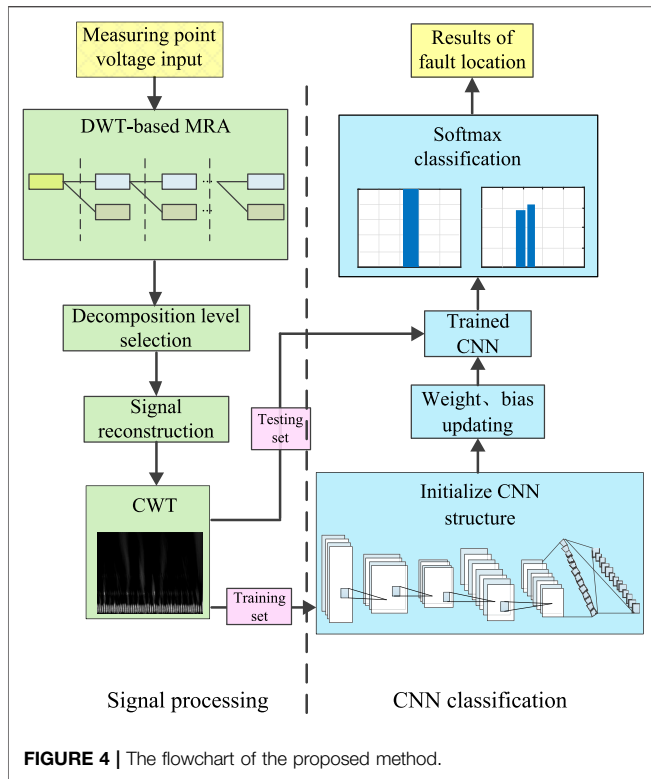 Measuring point
voltage input
DWT-based MRA
Decomposition level
selection
Signal
reconstruction
CWT
Testing
set
Training
set
Signal processing
Results of
fault location
Softmax
classification
Trained
CNN
Weight、bias
updating
Initialize CNN
structure
CNN classification
FIGURE 4 | The flowchart of the proposed method.